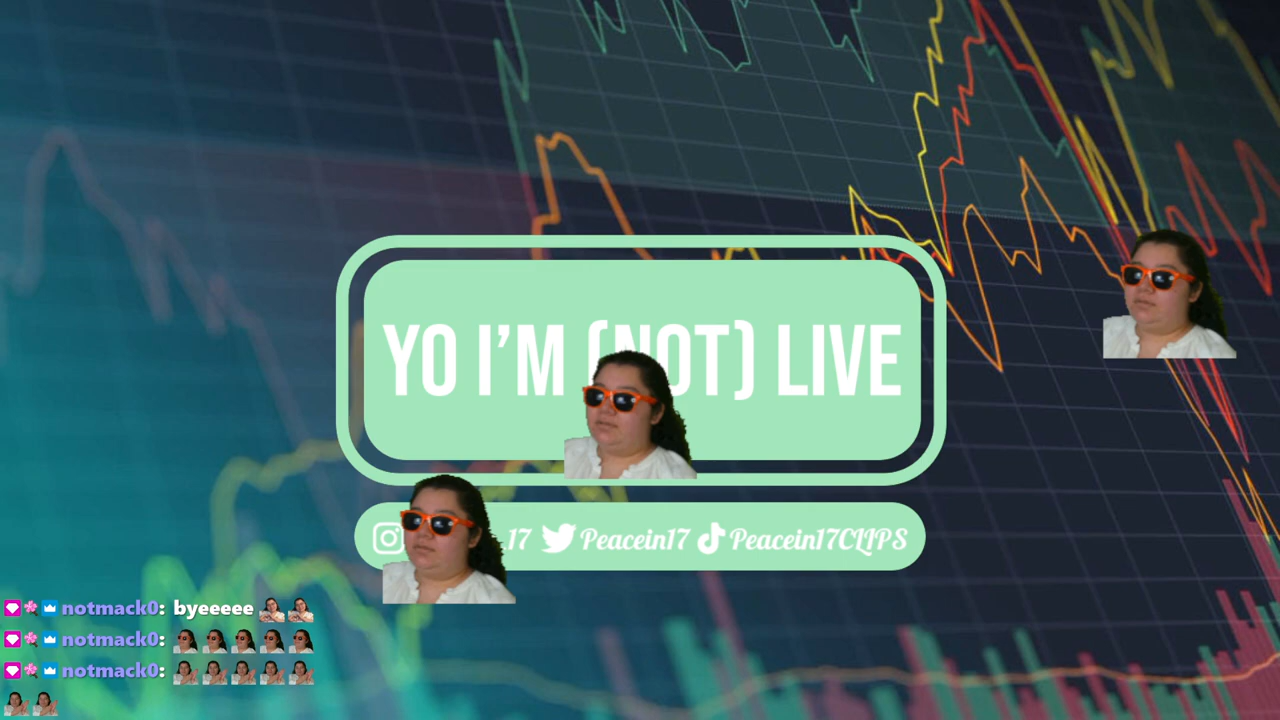 YO I'M (NOT) LIVE
17 Peacein17 Peacein17CLIPS
notmack0: byeeeee
notmack0:
notmack0: